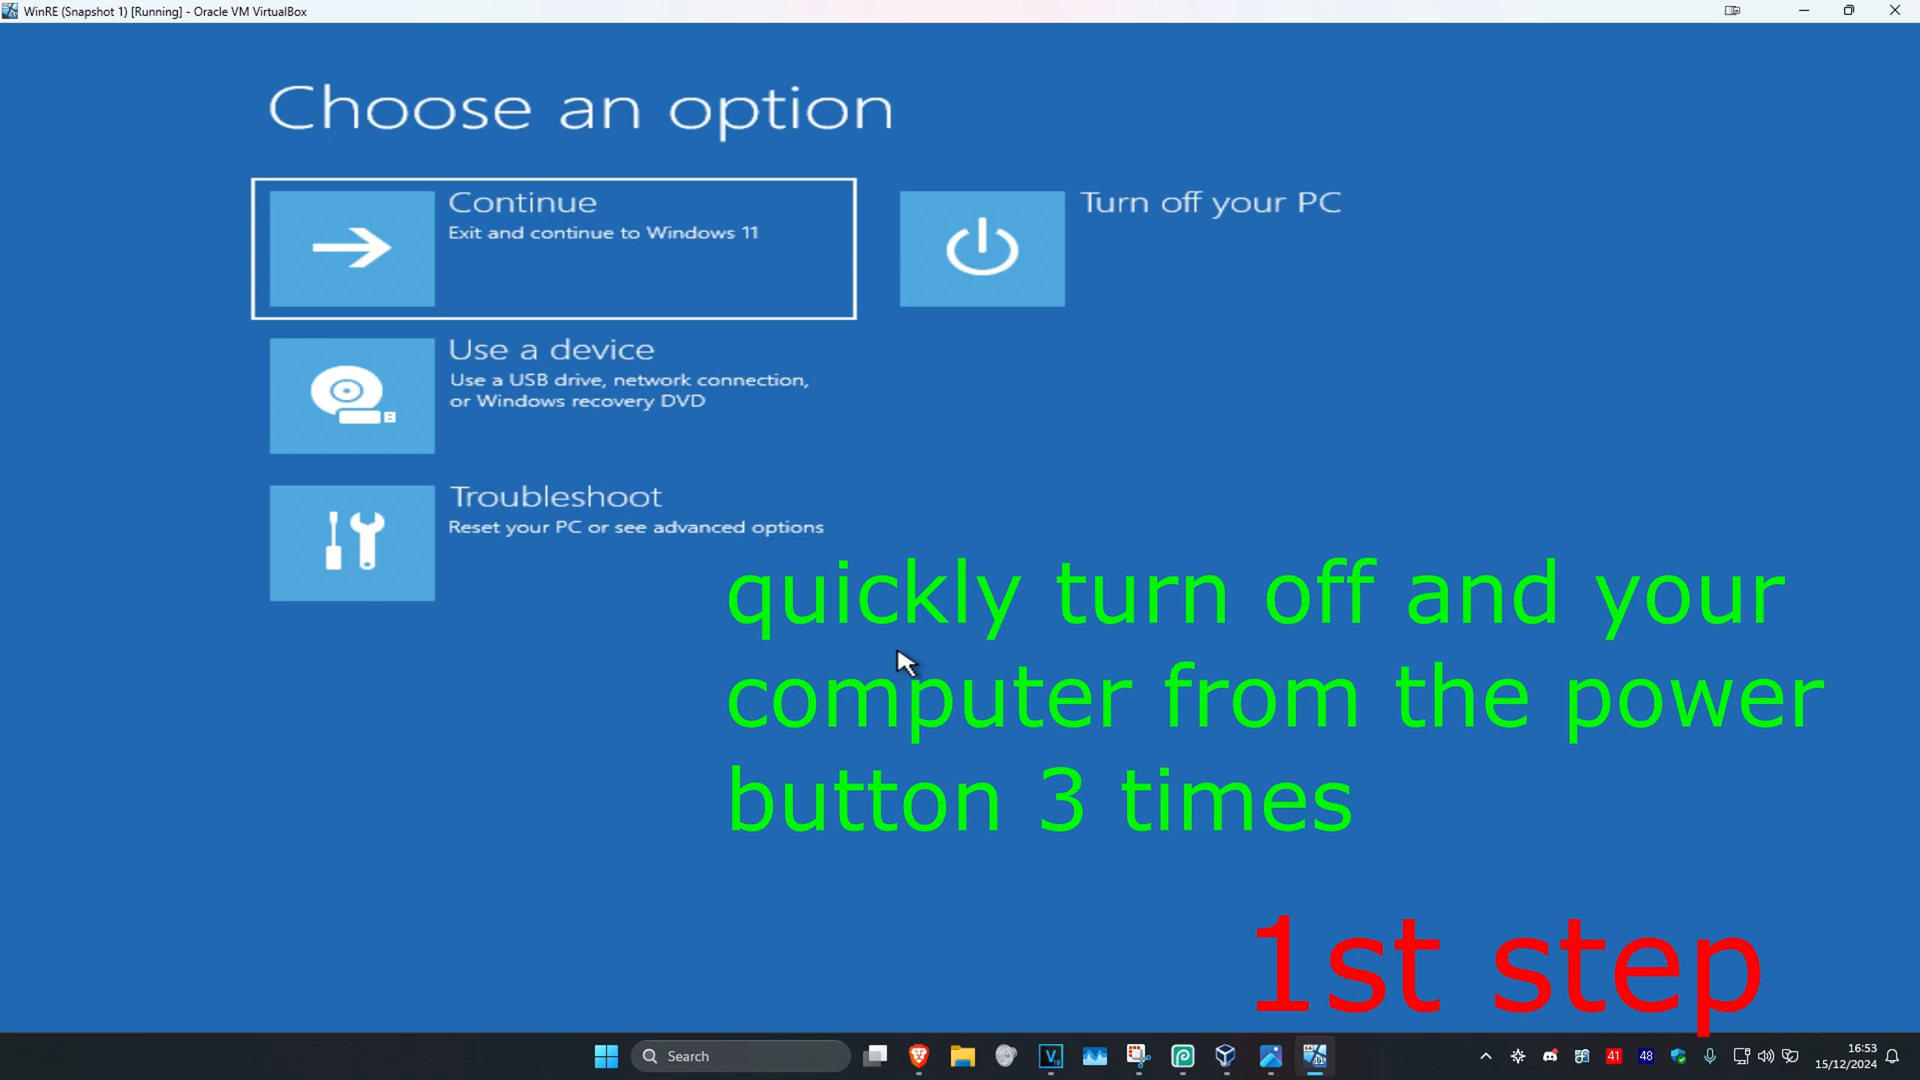 WinRE (Snapshot 1) [Running] - Oracle VM VirtualBox
Choose an option
Continue
Exit and continue to Windows 11
Turn off your PC
Use a device
Use a USB drive, network connection,
or Windows recovery DVD
Troubleshoot
Reset your PC or see advanced options
quickly turn off and your
computer from the power
button 3 times
1st step
Search
41
48
16:53
15/12/2024